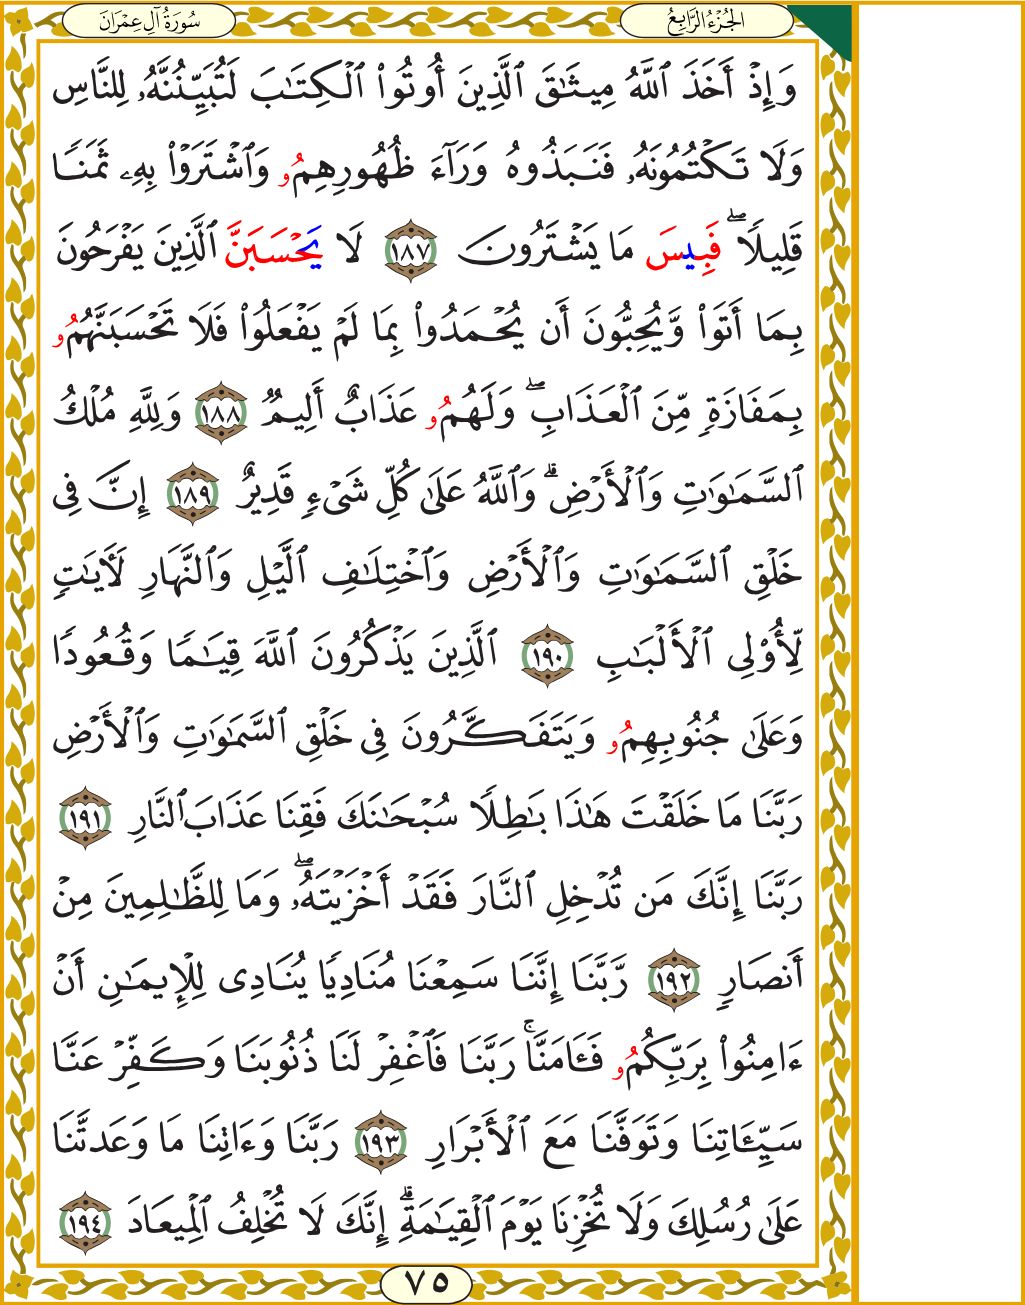 الجُزْءُ الرَّابِعُ
سُورَةُ آلِ عِمْرَانَ
وَإِذْ أَخَذَ ٱللَّهُ مِيثَٰقَ ٱلَّذِينَ أُوتُواْ ٱلْكِتَٰبَ لَتُبَيِّنُنَّهُۥ لِلنَّاسِ
وَلَا تَكْتُمُونَهُۥ فَنَبَذُوهُ وَرَآءَ ظُهُورِهِمُۥ وَٱشْتَرَوْاْ بِهِۦ ثَمَنًا
قَلِيلًاۖ فَبِيسَ مَا يَشْتَرُونَ ١٨٧ لَا يَحْسَبَنَّ ٱلَّذِينَ يَفْرَحُونَ
بِمَا أَتَواْ وَّيُحِبُّونَ أَن يُحْمَدُواْ بِمَا لَمْ يَفْعَلُواْ فَلَا تَحْسَبَنَّهُمُۥ
بِمَفَازَةٍ مِّنَ ٱلْعَذَابِۖ وَلَهُمُۥ عَذَابٌ أَلِيمٌ ١٨٨ وَلِلَّهِ مُلْكُ
ٱلسَّمَٰوَٰتِ وَٱلْأَرْضِۗ وَٱللَّهُ عَلَىٰ كُلِّ شَىْءٍ قَدِيرٌ ١٨٩ إِنَّ فِى
خَلْقِ ٱلسَّمَٰوَٰتِ وَٱلْأَرْضِ وَٱخْتِلَٰفِ ٱلَّيْلِ وَٱلنَّهَارِ لَأٓيَٰتٍ
لِّأُوْلِى ٱلْأَلْبَٰبِ ١٩٠ ٱلَّذِينَ يَذْكُرُونَ ٱللَّهَ قِيَٰمًا وَقُعُودًا
وَعَلَىٰ جُنُوبِهِمُۥ وَيَتَفَكَّرُونَ فِى خَلْقِ ٱلسَّمَٰوَٰتِ وَٱلْأَرْضِ
رَبَّنَا مَا خَلَقْتَ هَٰذَا بَٰطِلًا سُبْحَٰنَكَ فَقِنَا عَذَابَ ٱلنَّارِ ١٩١
رَبَّنَا إِنَّكَ مَن تُدْخِلِ ٱلنَّارَ فَقَدْ أَخْزَيْتَهُۥۖ وَمَا لِلظَّٰلِمِينَ مِنْ
أَنصَارٍ ١٩٢ رَّبَّنَا إِنَّنَا سَمِعْنَا مُنَادِيًا يُنَادِى لِلْإِيمَٰنِ أَنْ
ءَامِنُواْ بِرَبِّكُمُۥ فَـَٔامَنَّاۚ رَبَّنَا فَٱغْفِرْ لَنَا ذُنُوبَنَا وَكَفِّرْ عَنَّا
سَيِّـَٔاتِنَا وَتَوَفَّنَا مَعَ ٱلْأَبْرَارِ ١٩٣ رَبَّنَا وَءَاتِنَا مَا وَعَدتَّنَا
عَلَىٰ رُسُلِكَ وَلَا تُخْزِنَا يَوْمَ ٱلْقِيَٰمَةِۗ إِنَّكَ لَا تُخْلِفُ ٱلْمِيعَادَ ١٩٤
٧٥